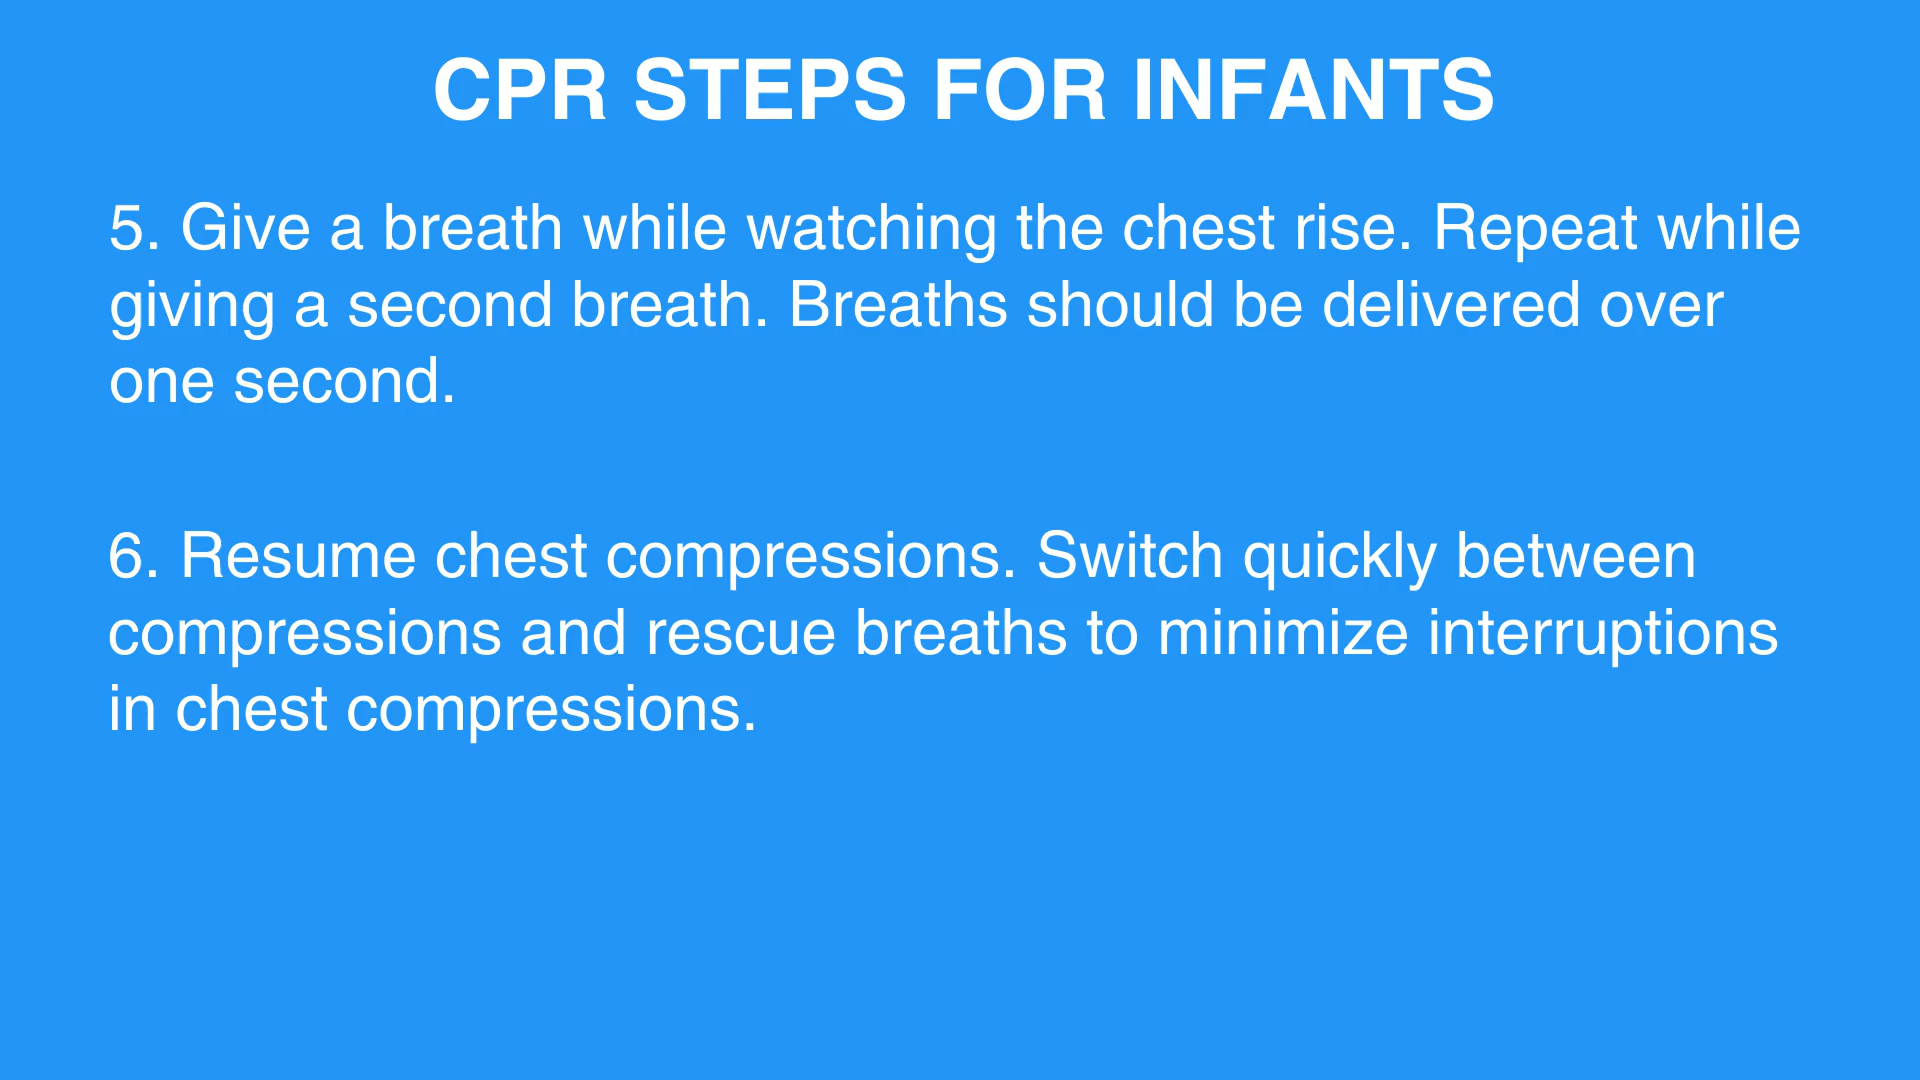 CPR STEPS FOR INFANTS
5. Give a breath while watching the chest rise. Repeat while
giving a second breath. Breaths should be delivered over
one second.
6. Resume chest compressions. Switch quickly between
compressions and rescue breaths to minimize interruptions
in chest compressions.